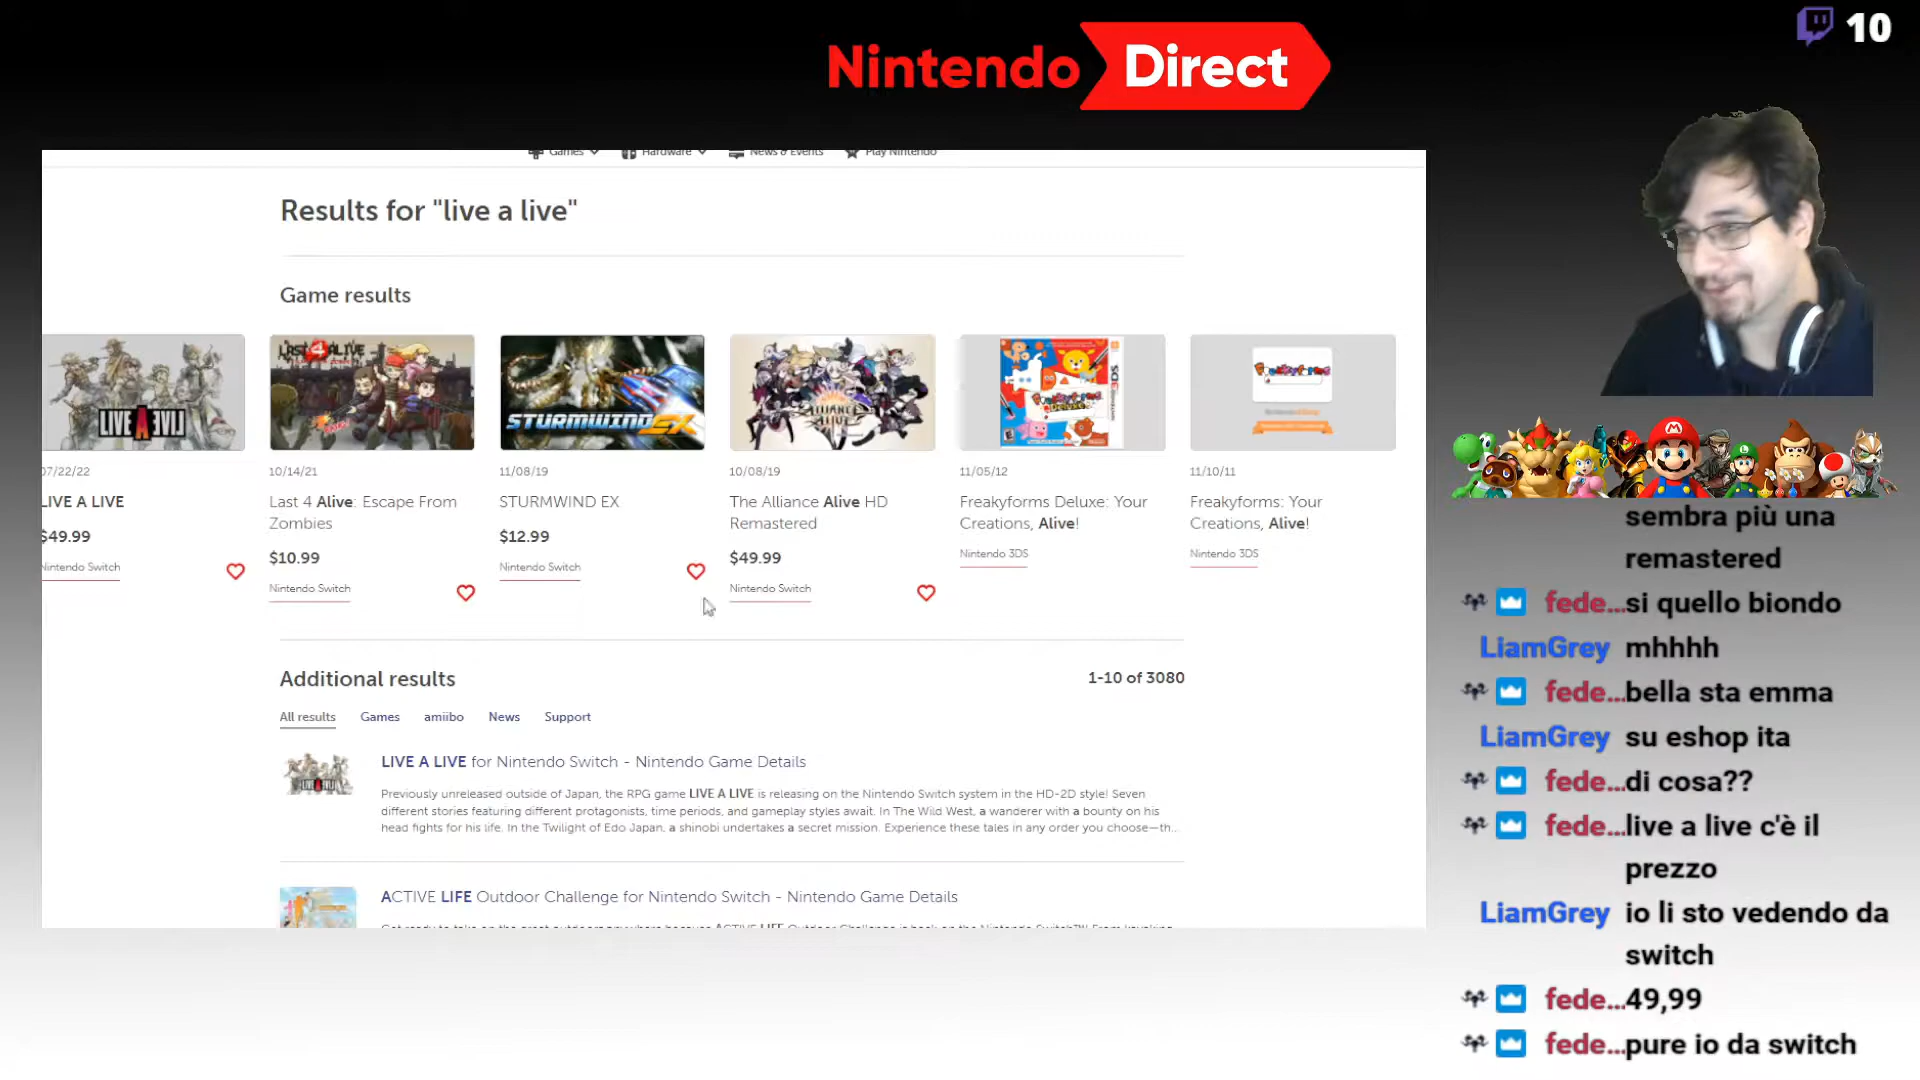 Nintendo Direct
10
Games Hardware News & Events Play Nintendo
Results for "live a live"
Game results
LIVE A LIVE
LAST 4 ALIVE
STURMWIND EX
ALLIANCE ALIVE
07/22/22
LIVE A LIVE
$49.99
Nintendo Switch
10/14/21
Last 4 Alive: Escape From
Zombies
$10.99
Nintendo Switch
11/08/19
STURMWIND EX
$12.99
Nintendo Switch
10/08/19
The Alliance Alive HD
Remastered
$49.99
Nintendo Switch
11/05/12
Freakyforms Deluxe: Your
Creations, Alive!
Nintendo 3DS
11/10/11
Freakyforms: Your
Creations, Alive!
Nintendo 3DS
Additional results
1-10 of 3080
All results Games amiibo News Support
LIVE A LIVE for Nintendo Switch - Nintendo Game Details
Previously unreleased outside of Japan, the RPG game LIVE A LIVE is releasing on the Nintendo Switch system in the HD-2D style! Seven
different stories featuring different protagonists, time periods, and gameplay styles await. In The Wild West, a wanderer with a bounty on his
head fights for his life. In the Twilight of Edo Japan, a shinobi undertakes a secret mission. Experience these tales in any order you choose—th...
ACTIVE LIFE Outdoor Challenge for Nintendo Switch - Nintendo Game Details
sembra più una
remastered
fede...si quello biondo
LiamGrey mhhhh
fede...bella sta emma
LiamGrey su eshop ita
fede...di cosa??
fede...live a live c'è il
prezzo
LiamGrey io li sto vedendo da
switch
fede...49,99
fede...pure io da switch